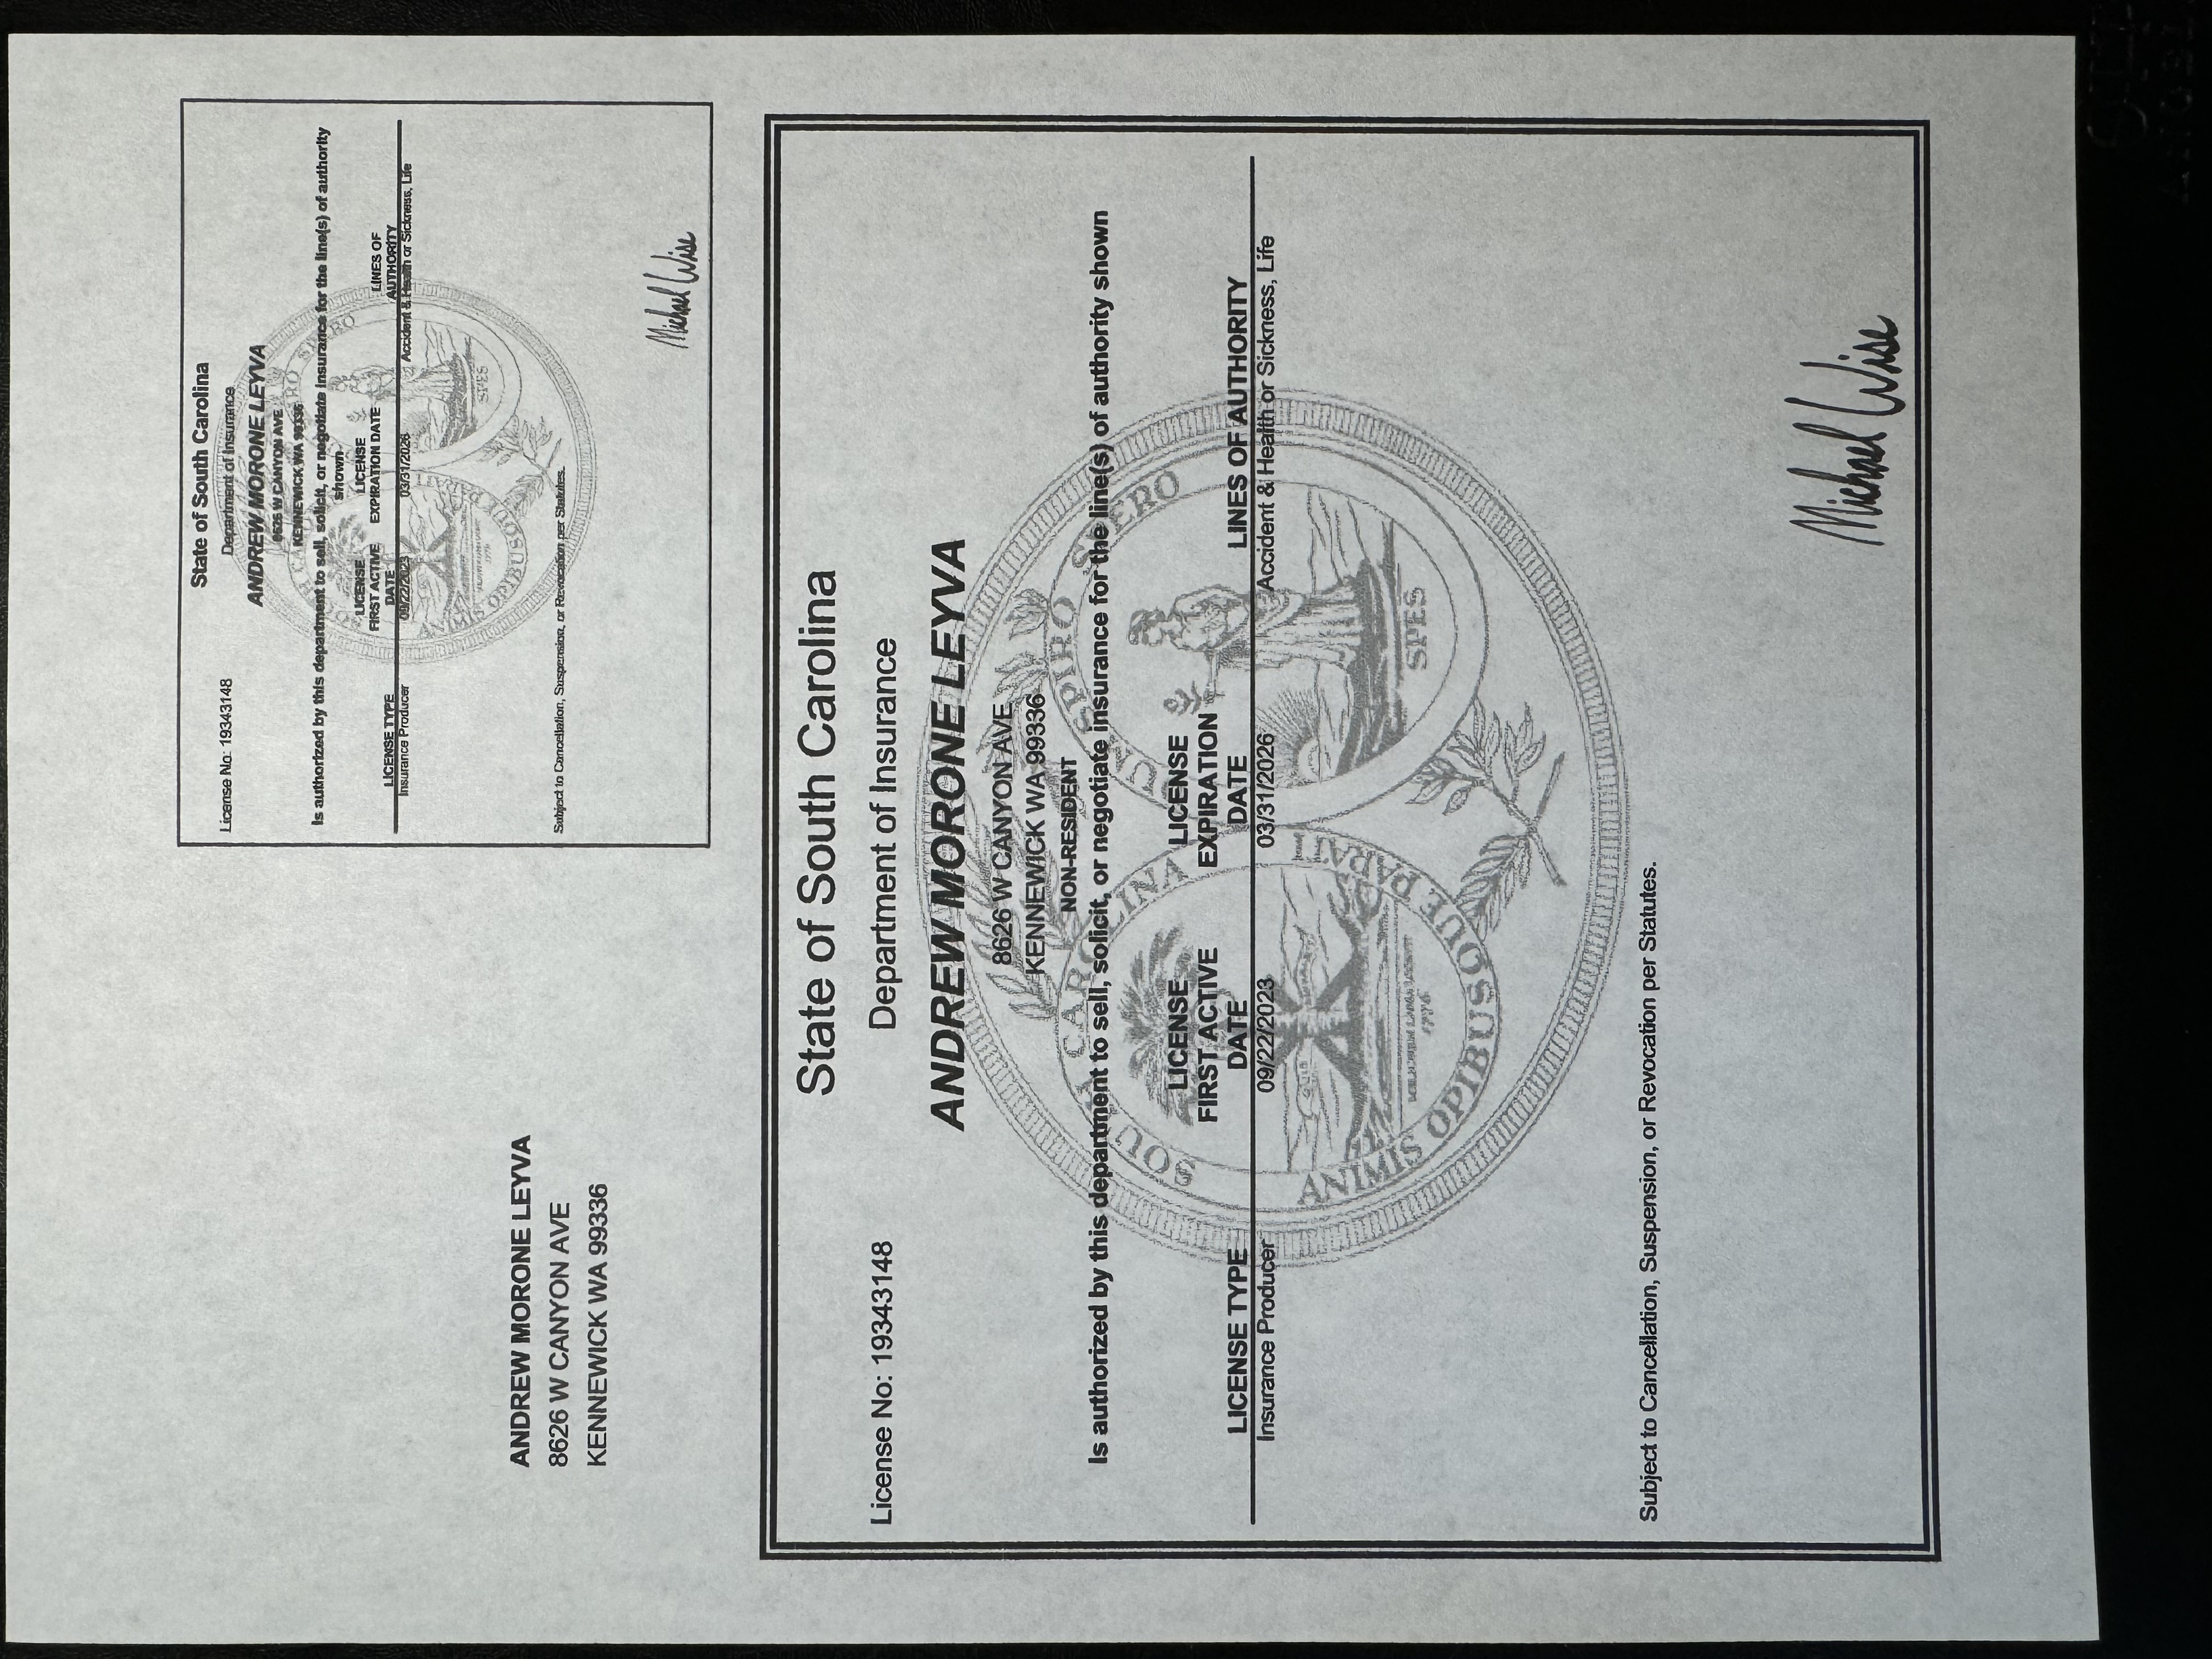 State of South Carolina
Department of Insurance
License No: 19343148
ANDREW MORONE LEYVA
W CANYON AVE
KENNEWICK WA 99336
Is authorized by this department to sell, solicit, or negotiate insurance for the line(s) of authority
shown
LICENSE TYPE
LICENSE
FIRST ACTIVE
DATE
LICENSE
EXPIRATION DATE
LINES OF
AUTHORITY
Insurance Producer
09/22/2023
03/31/2026
Accident & Health or Sickness, Life
Subject to Cancellation, Suspension, or Revocation per Statutes.
Michael Wise
ANDREW MORONE LEYVA
8626 W CANYON AVE
KENNEWICK WA 99336
State of South Carolina
Department of Insurance
License No: 19343148
ANDREW MORONE LEYVA
8626 W CANYON AVE
KENNEWICK WA 99336
NON-RESIDENT
Is authorized by this department to sell, solicit, or negotiate insurance for the line(s) of authority shown
LICENSE TYPE
LICENSE
FIRST ACTIVE
DATE
LICENSE
EXPIRATION
DATE
LINES OF AUTHORITY
Insurance Producer
09/22/2023
03/31/2026
Accident & Health or Sickness, Life
SPIRO SPERO
SPES
ANIMIS OPIBUSQUE PARATI
Subject to Cancellation, Suspension, or Revocation per Statutes.
Michael Wise